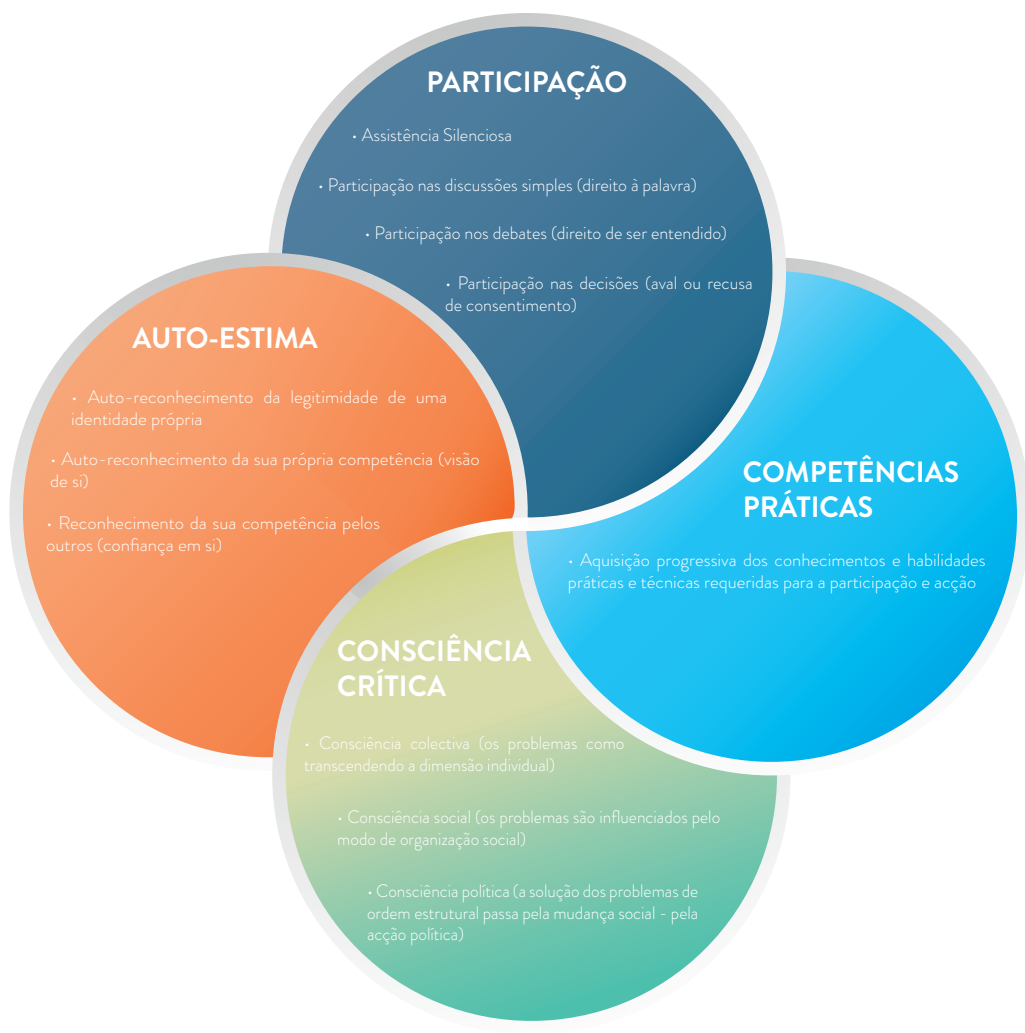 PARTICIPAÇÃO
• Assistência Silenciosa
• Participação nas discussões simples (direito à palavra)
• Participação nos debates (direito de ser entendido)
• Participação nas decisões (aval ou recusa
de consentimento)
AUTO-ESTIMA
• Auto-reconhecimento da legitimidade de uma
identidade própria
• Auto-reconhecimento da sua própria competência (visão
de si)
• Reconhecimento da sua competência pelos
outros (confiança em si)
COMPETÊNCIAS
PRÁTICAS
• Aquisição progressiva dos conhecimentos e habilidades
práticas e técnicas requeridas para a participação e acção
CONSCIÊNCIA
CRÍTICA
• Consciência colectiva (os problemas como
transcendendo a dimensão individual)
• Consciência social (os problemas são influenciados pelo
modo de organização social)
• Consciência política (a solução dos problemas de
ordem estrutural passa pela mudança social - pela
acção política)